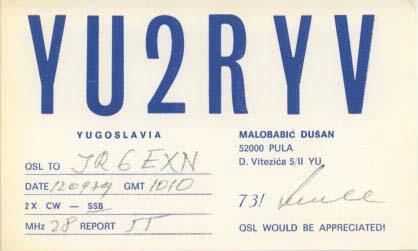 YU2RYV
YUGOSLAVIA
QSL TO JR6EXN
DATE 120979 GMT 1010
2X CW — SSB
MHz 28 REPORT 55
MALOBABIĆ DUŠAN
52000 PULA
D. Vitezića 5/II YU
73!
QSL WOULD BE APPRECIATED!